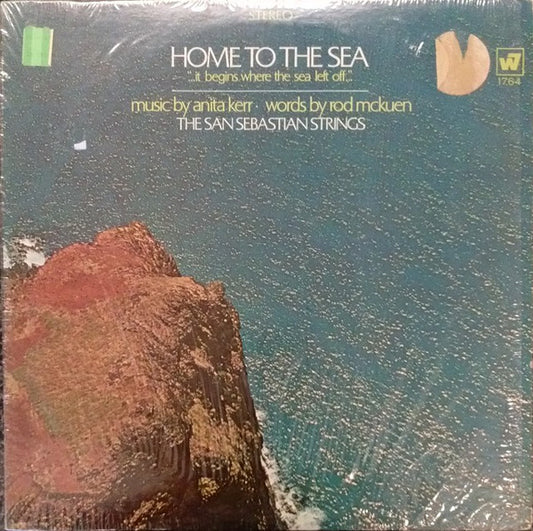 STEREO
HOME TO THE SEA
"...it begins where the sea left off."
music by anita kerr · words by rod mckuen
THE SAN SEBASTIAN STRINGS
W7
1764